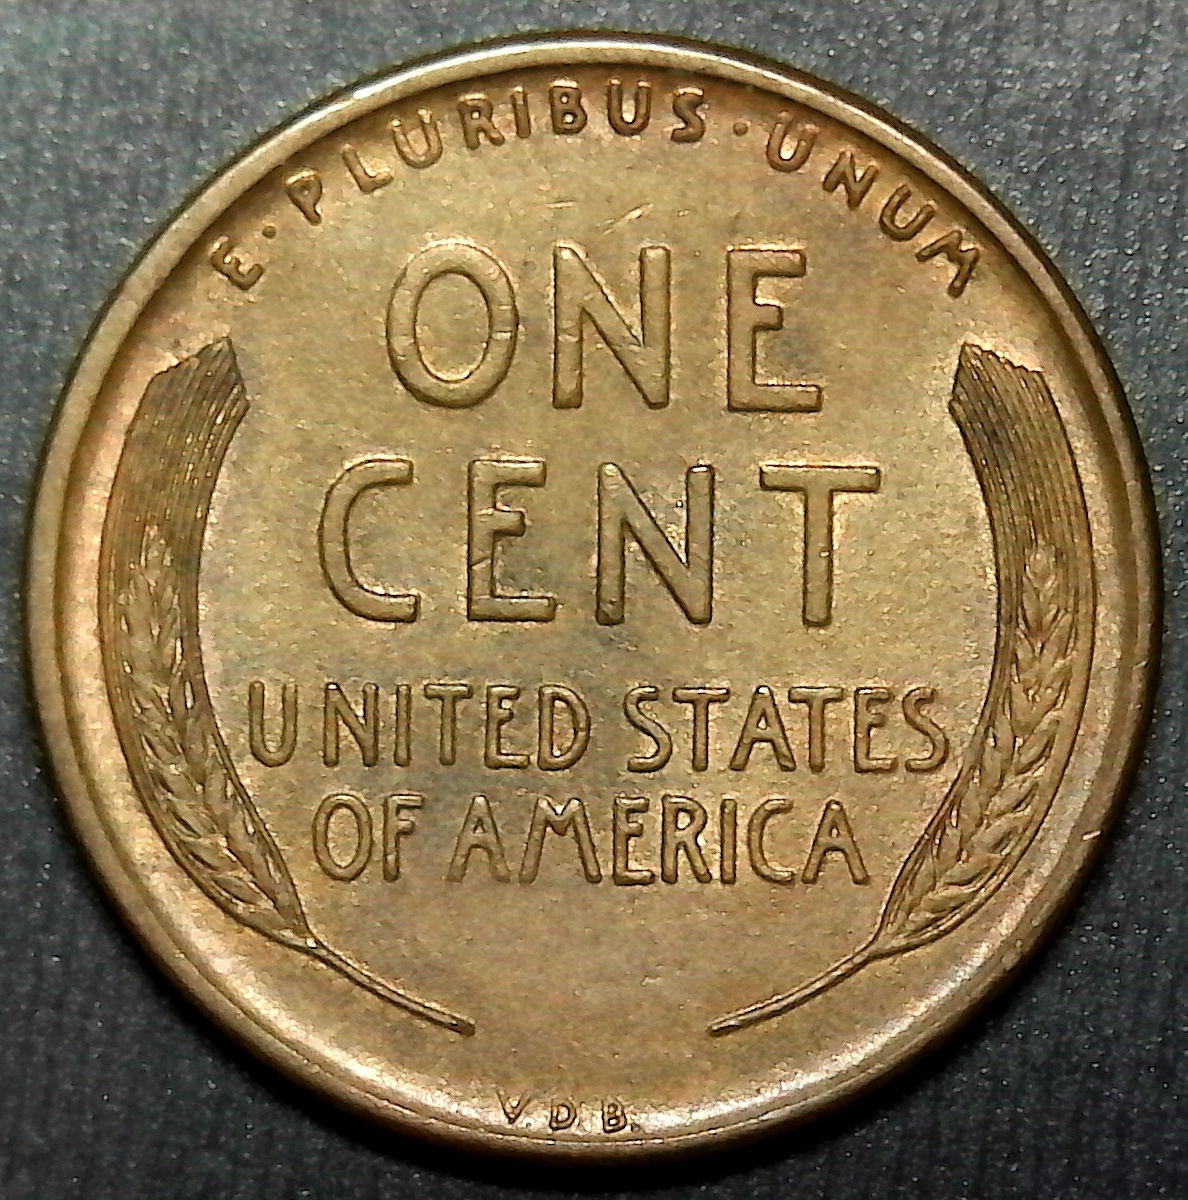 E·PLURIBUS·UNUM
ONE
CENT
UNITED STATES
OF AMERICA
V.D.B.